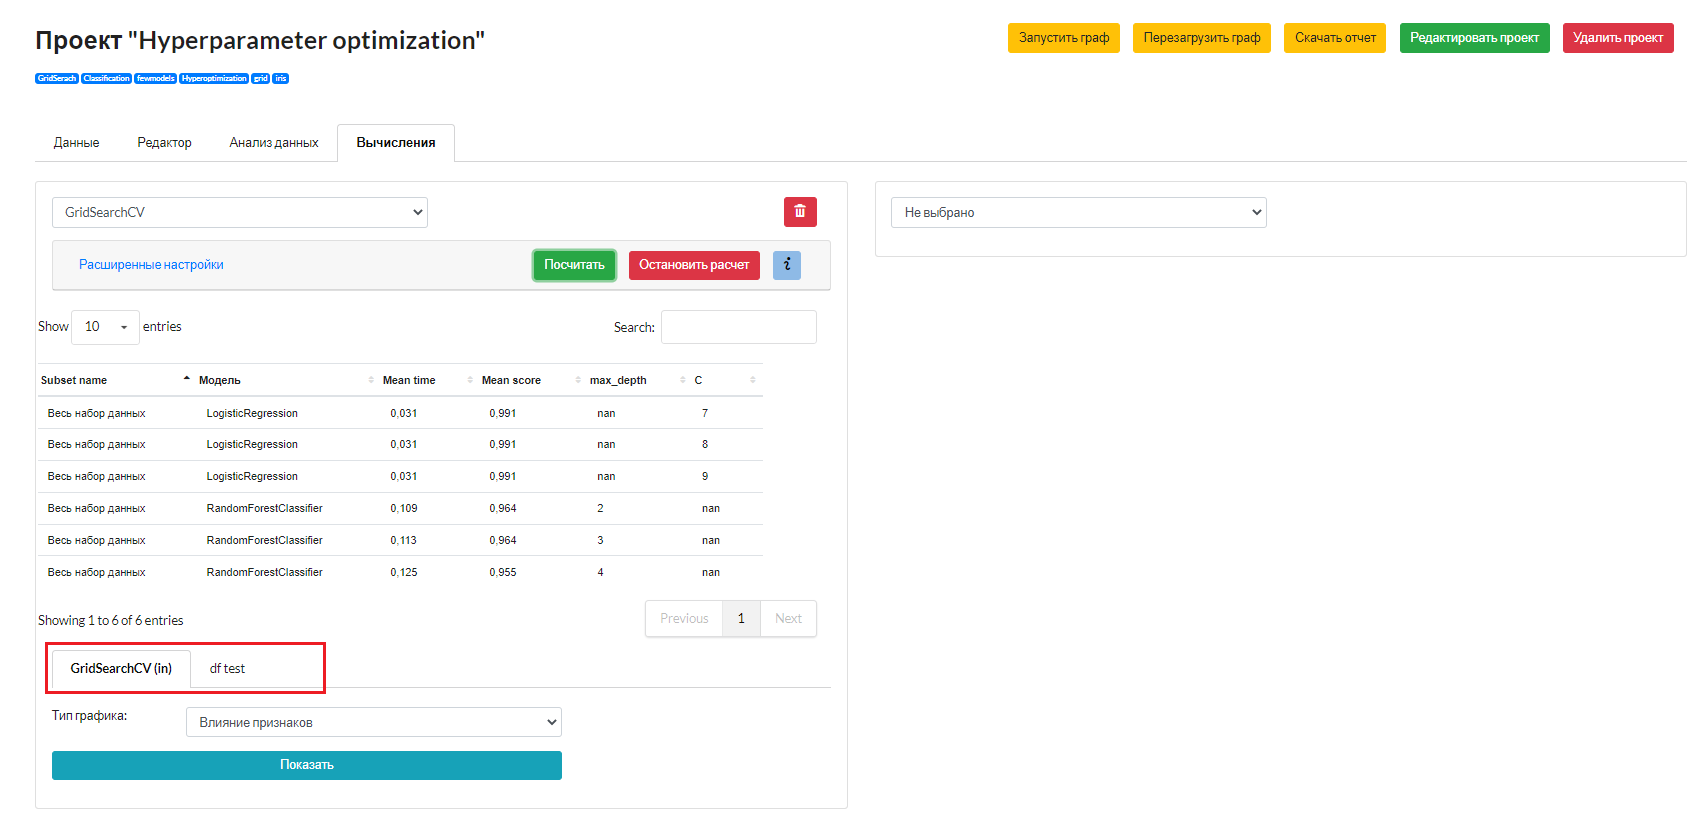 Проект "Hyperparameter optimization"
Запустить граф Перезагрузить граф Скачать отчет Редактировать проект Удалить проект
GridSerach Classification fewmodels Hyperoptimization grid iris
Данные Редактор Анализ данных Вычисления
GridSearchCV
Не выбрано
Расширенные настройки Посчитать Остановить расчет i
Show 10 entries Search:
Subset name Модель Mean time Mean score max_depth C
Весь набор данных LogisticRegression 0,031 0,991 nan 7
Весь набор данных LogisticRegression 0,031 0,991 nan 8
Весь набор данных LogisticRegression 0,031 0,991 nan 9
Весь набор данных RandomForestClassifier 0,109 0,964 2 nan
Весь набор данных RandomForestClassifier 0,113 0,964 3 nan
Весь набор данных RandomForestClassifier 0,125 0,955 4 nan
Showing 1 to 6 of 6 entries Previous 1 Next
GridSearchCV (in) df test
Тип графика: Влияние признаков
Показать